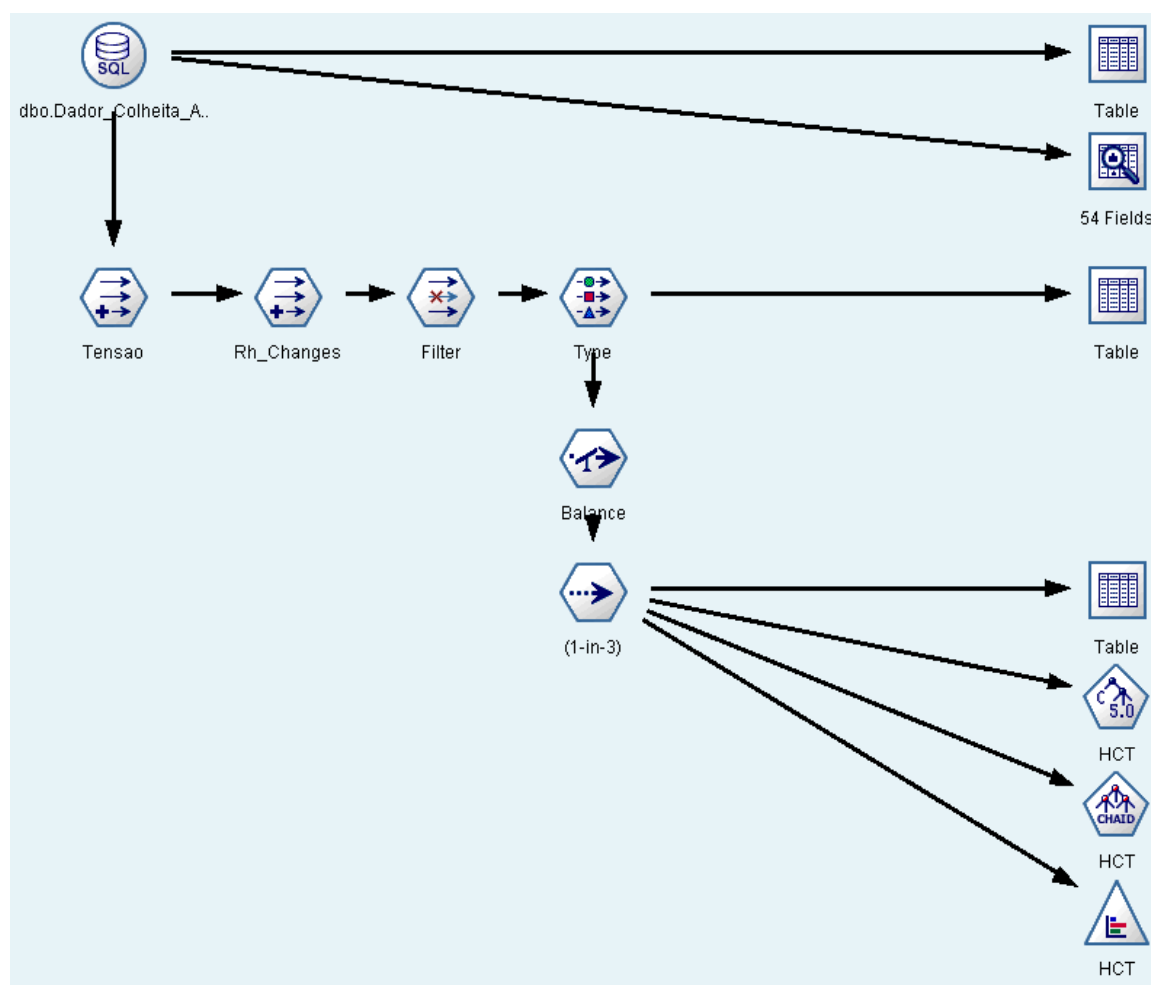 SQL
dbo.Dador_Colheita_A..
Table
54 Fields
Tensao
Rh_Changes
Filter
Type
Table
Balance
(1-in-3)
Table
C 5.0
HCT
CHAID
HCT
HCT